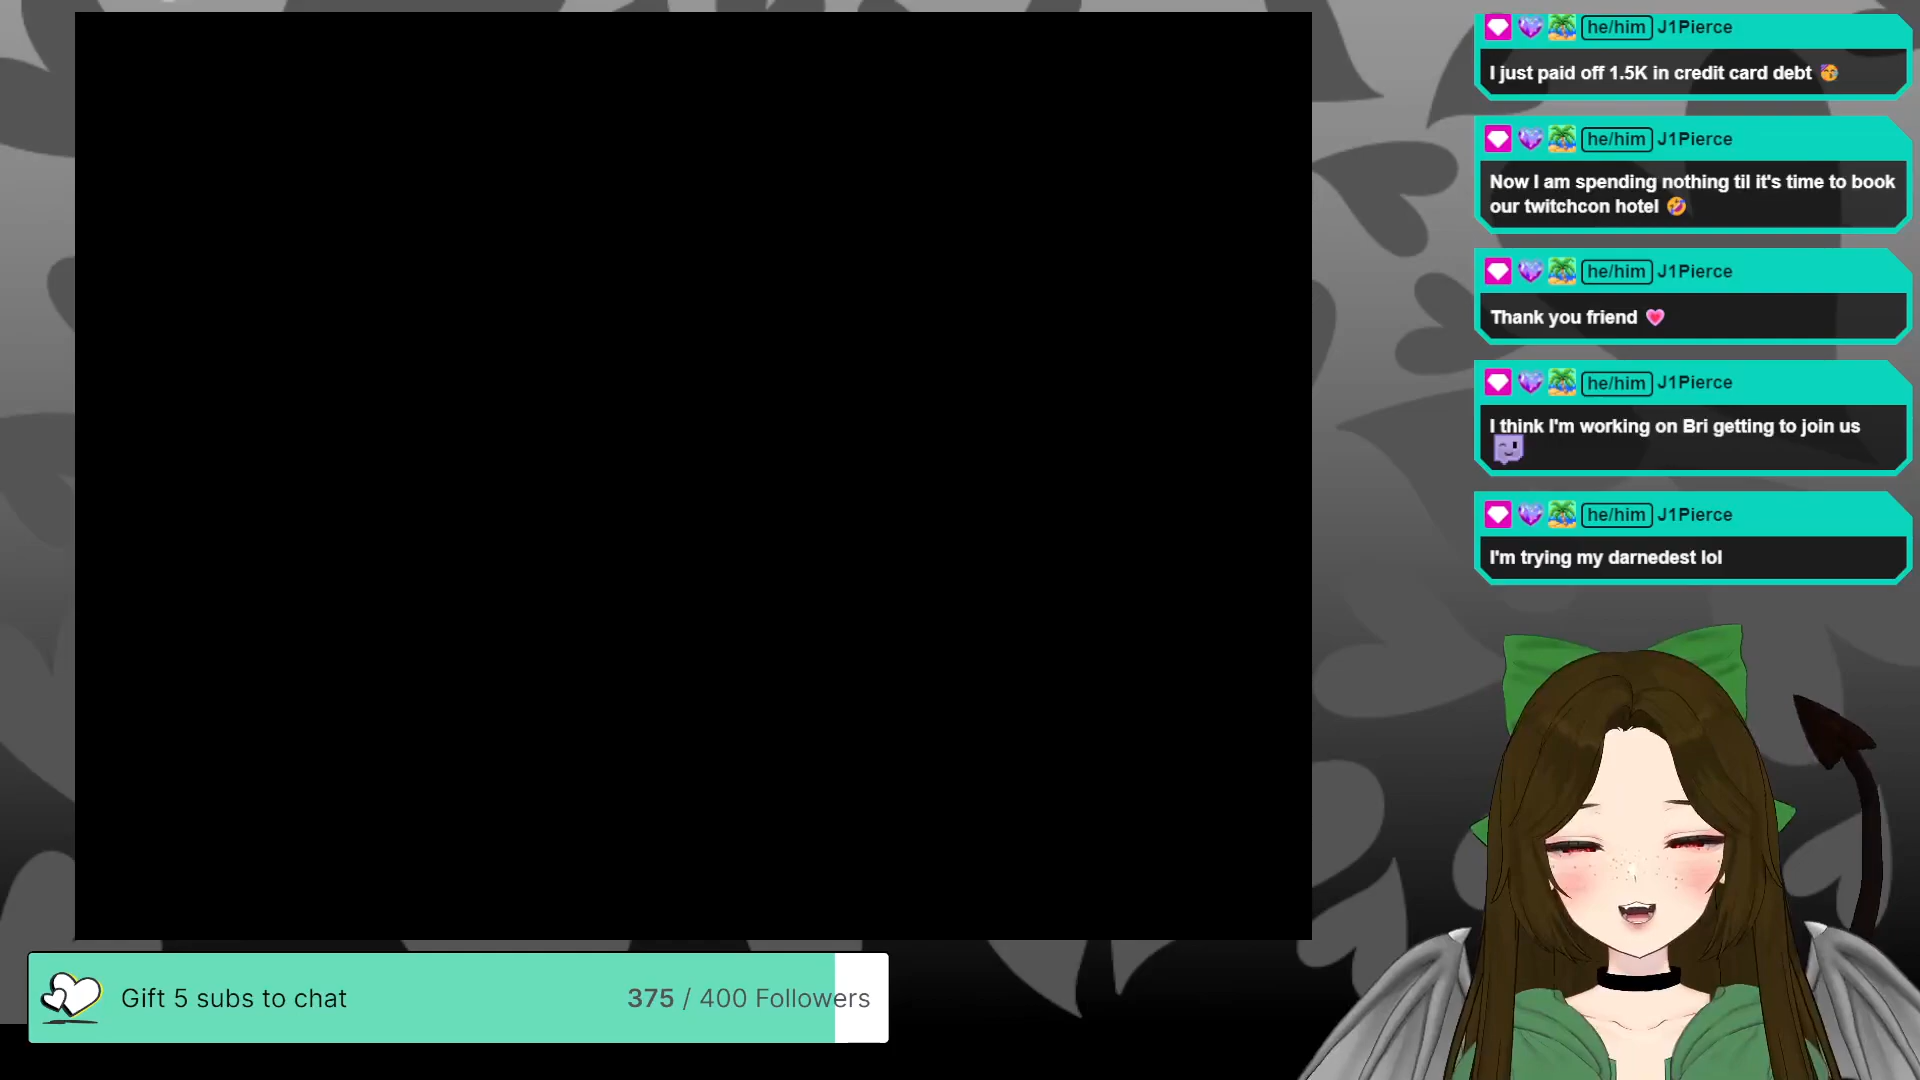 he/him J1Pierce
I just paid off 1.5K in credit card debt 🥳
he/him J1Pierce
Now I am spending nothing til it's time to book
our twitchcon hotel 🤣
he/him J1Pierce
Thank you friend 💗
he/him J1Pierce
I think I'm working on Bri getting to join us
he/him J1Pierce
I'm trying my darnedest lol
Gift 5 subs to chat
375 / 400 Followers